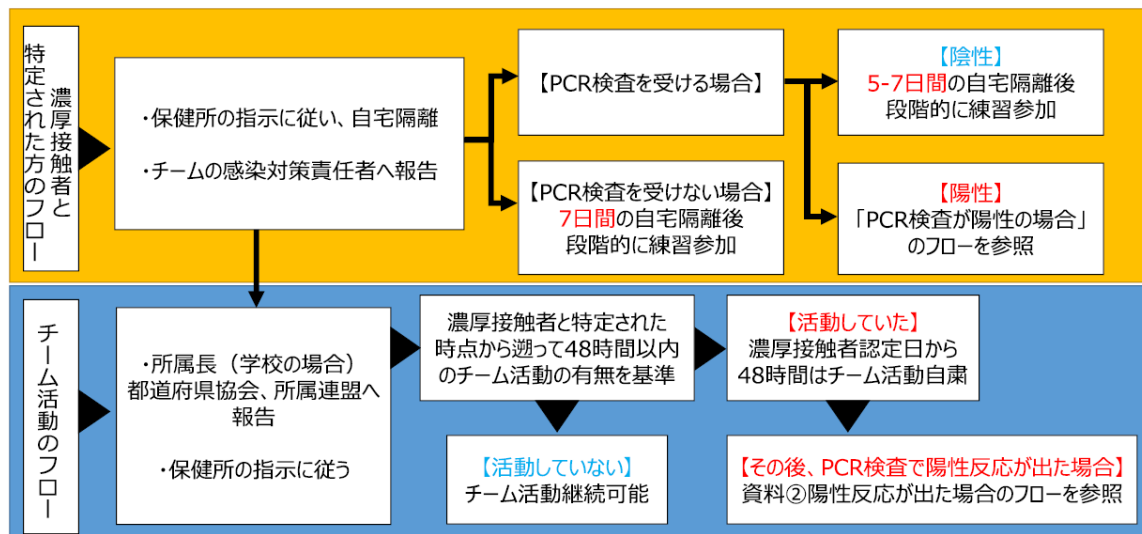 濃厚接触者と
特定された方のフロー
・保健所の指示に従い、自宅隔離
・チームの感染対策責任者へ報告
【PCR検査を受ける場合】
【陰性】
5-7日間の自宅隔離後
段階的に練習参加
【PCR検査を受けない場合】
7日間の自宅隔離後
段階的に練習参加
【陽性】
「PCR検査が陽性の場合」
のフローを参照
チーム活動のフロー
・所属長（学校の場合）
都道府県協会、所属連盟へ
報告
・保健所の指示に従う
濃厚接触者と特定された
時点から遡って48時間以内
のチーム活動の有無を基準
【活動していた】
濃厚接触者認定日から
48時間はチーム活動自粛
【活動していない】
チーム活動継続可能
【その後、PCR検査で陽性反応が出た場合】
資料②陽性反応が出た場合のフローを参照